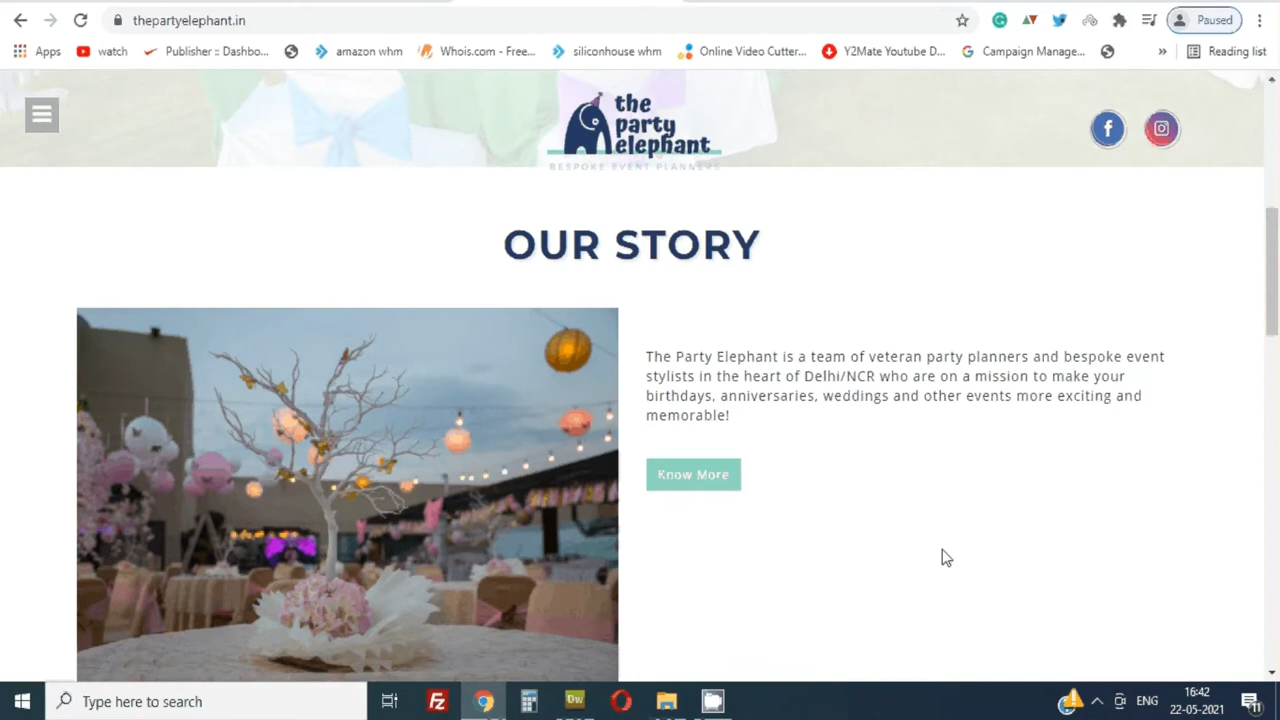 thepartyelephant.in
Paused
Apps
watch
Publisher :: Dashbo...
amazon whm
Whois.com - Free...
siliconhouse whm
Online Video Cutter...
Y2Mate Youtube D...
Campaign Manage...
»
Reading list
the
party
elephant
BESPOKE EVENT PLANNERS
OUR STORY
The Party Elephant is a team of veteran party planners and bespoke event
stylists in the heart of Delhi/NCR who are on a mission to make your
birthdays, anniversaries, weddings and other events more exciting and
memorable!
Know More
Type here to search
Fz
Dw
ENG
16:42
22-05-2021
11